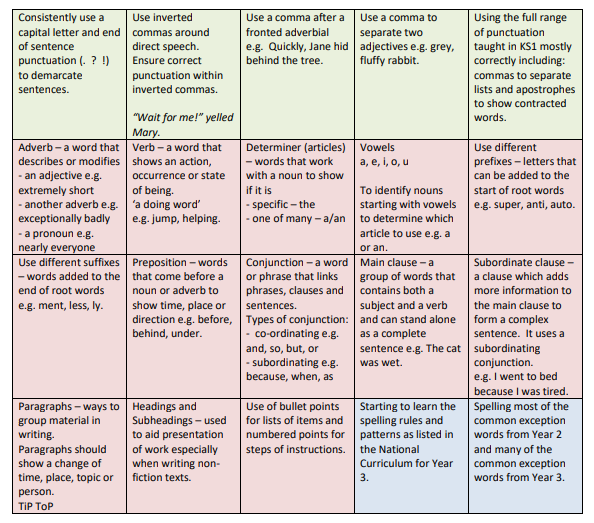 Consistently use a
capital letter and end
of sentence
punctuation (. ? !)
to demarcate
sentences.
Use inverted
commas around
direct speech.
Ensure correct
punctuation within
inverted commas.
“Wait for me!” yelled
Mary.
Use a comma after a
fronted adverbial
e.g. Quickly, Jane hid
behind the tree.
Use a comma to
separate two
adjectives e.g. grey,
fluffy rabbit.
Using the full range
of punctuation
taught in KS1 mostly
correctly including:
commas to separate
lists and apostrophes
to show contracted
words.
Adverb – a word that
describes or modifies
- an adjective e.g.
extremely short
- another adverb e.g.
exceptionally badly
- a pronoun e.g.
nearly everyone
Verb – a word that
shows an action,
occurrence or state
of being.
‘a doing word’
e.g. jump, helping.
Determiner (articles)
– words that work
with a noun to show
if it is
- specific – the
- one of many – a/an
Vowels
a, e, i, o, u
To identify nouns
starting with vowels
to determine which
article to use e.g. a
or an.
Use different
prefixes – letters that
can be added to the
start of root words
e.g. super, anti, auto.
Use different suffixes
– words added to the
end of root words
e.g. ment, less, ly.
Preposition – words
that come before a
noun or adverb to
show time, place or
direction e.g. before,
behind, under.
Conjunction – a word
or phrase that links
phrases, clauses and
sentences.
Types of conjunction:
- co-ordinating e.g.
and, so, but, or
- subordinating e.g.
because, when, as
Main clause – a
group of words that
contains both a
subject and a verb
and can stand alone
as a complete
sentence e.g. The cat
was wet.
Subordinate clause –
a clause which adds
more information to
the main clause to
form a complex
sentence. It uses a
subordinating
conjunction.
e.g. I went to bed
because I was tired.
Paragraphs – ways to
group material in
writing.
Paragraphs should
show a change of
time, place, topic or
person.
TiP ToP
Headings and
Subheadings – used
to aid presentation
of work especially
when writing non-
fiction texts.
Use of bullet points
for lists of items and
numbered points for
steps of instructions.
Starting to learn the
spelling rules and
patterns as listed in
the National
Curriculum for Year
3.
Spelling most of the
common exception
words from Year 2
and many of the
common exception
words from Year 3.